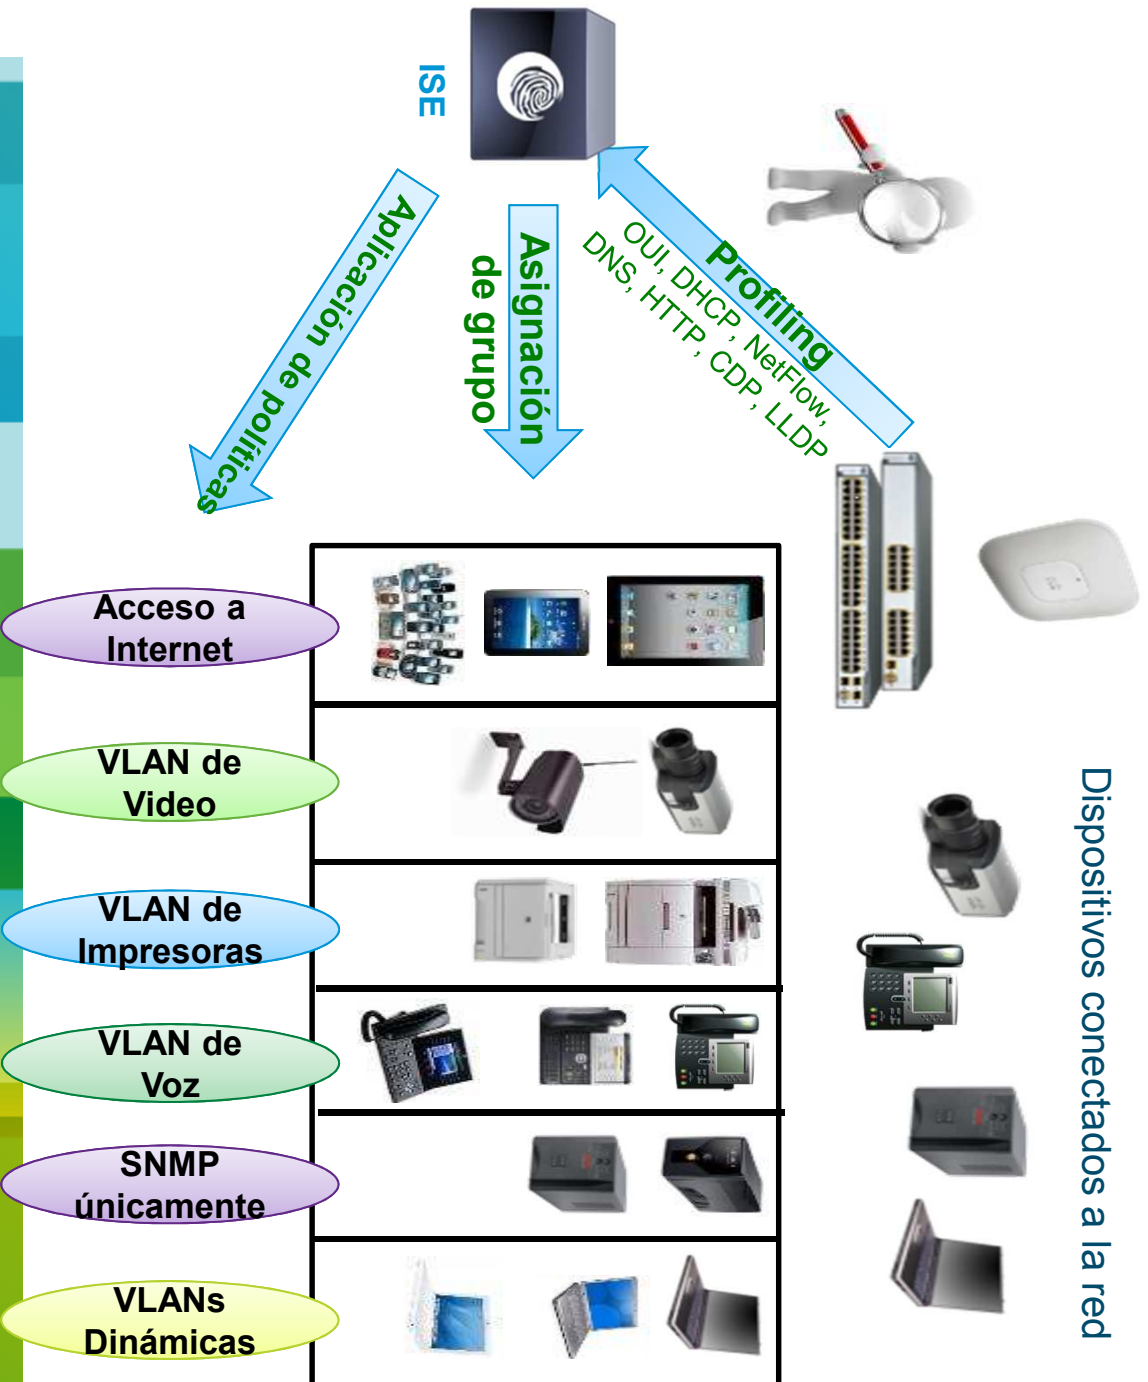 ISE
Aplicación de políticas
Asignación
de grupo
Profiling
OUI, DHCP, NetFlow,
DNS, HTTP, CDP, LLDP
Acceso a
Internet
VLAN de
Video
VLAN de
Impresoras
VLAN de
Voz
SNMP
únicamente
VLANs
Dinámicas
Dispositivos conectados a la red